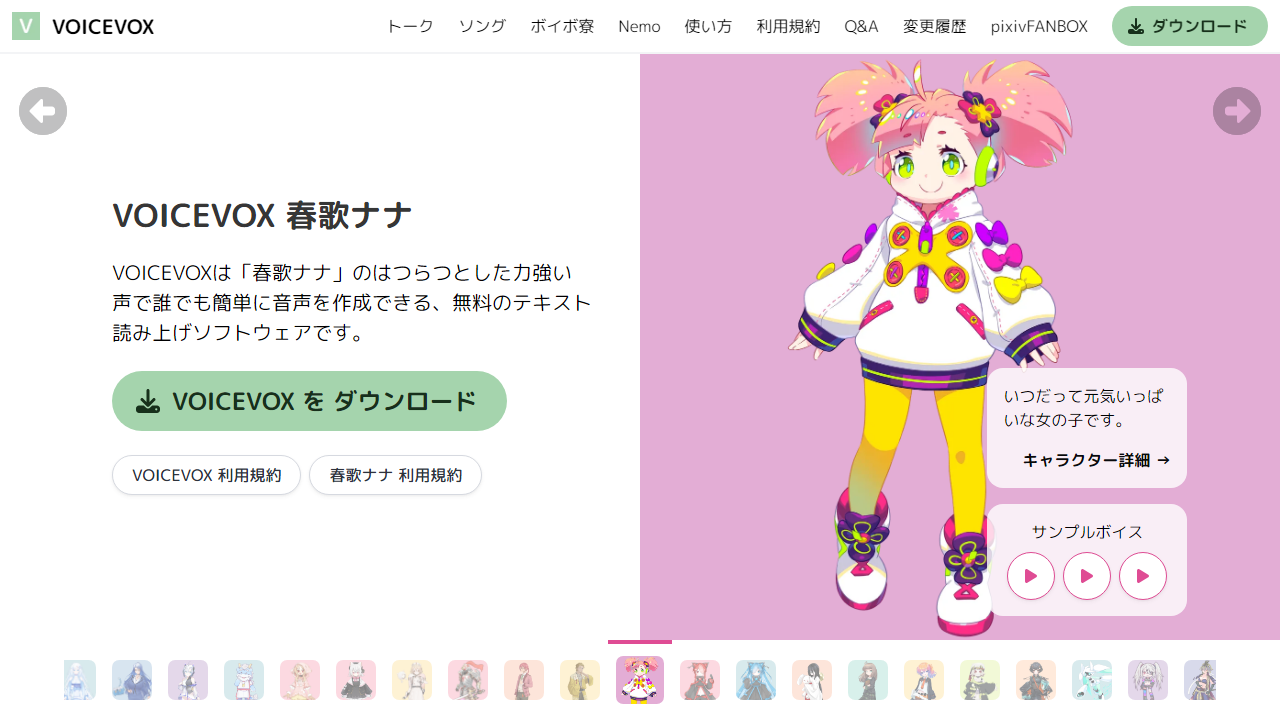 V VOICEVOX
トーク ソング ボイボ寮 Nemo 使い方 利用規約 Q&A 変更履歴 pixivFANBOX ダウンロード
VOICEVOX 春歌ナナ
VOICEVOXは「春歌ナナ」のはつらつとした力強い
声で誰でも簡単に音声を作成できる、無料のテキスト
読み上げソフトウェアです。
VOICEVOX を ダウンロード
VOICEVOX 利用規約 春歌ナナ 利用規約
いつだって元気いっぱ
いな女の子です。
キャラクター詳細 →
サンプルボイス